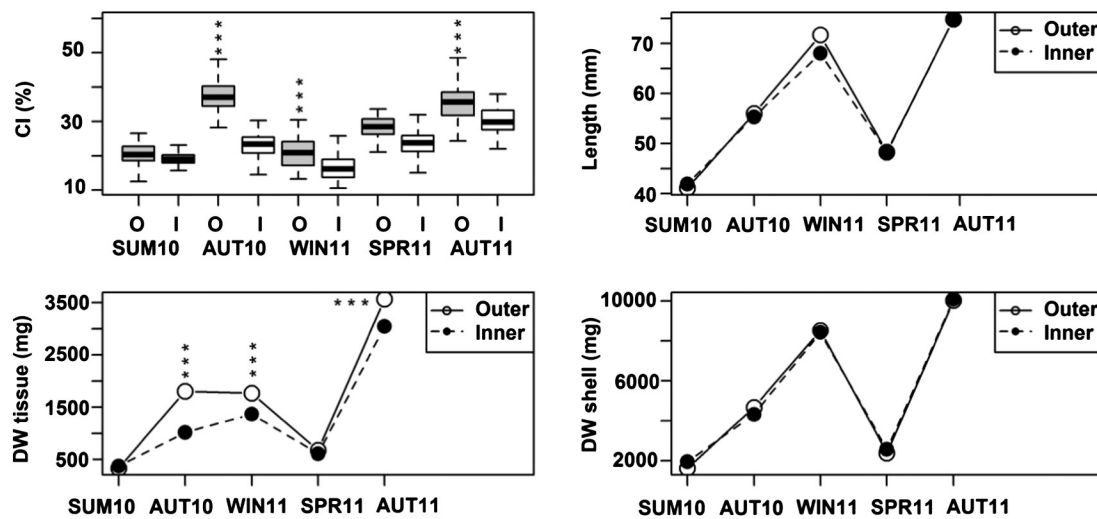 CI (%)
50
30
10
***
***
***
O I O I O I O I O I
SUM10 AUT10 WIN11 SPR11 AUT11
Length (mm)
70
60
50
40
Outer
Inner
SUM10 AUT10 WIN11 SPR11 AUT11
DW tissue (mg)
3500
2500
1500
500
***
***
***
Outer
Inner
SUM10 AUT10 WIN11 SPR11 AUT11
DW shell (mg)
10000
6000
2000
Outer
Inner
SUM10 AUT10 WIN11 SPR11 AUT11